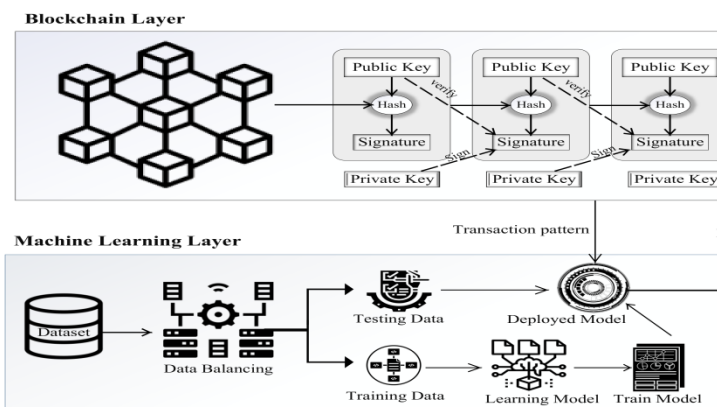 Blockchain Layer
Public Key
Public Key
Public Key
verify
verify
Hash
Hash
Hash
Signature
Signature
Signature
Sign
Sign
Private Key
Private Key
Private Key
Transaction pattern
Machine Learning Layer
Dataset
Data Balancing
Testing Data
Deployed Model
Training Data
Learning Model
Train Model